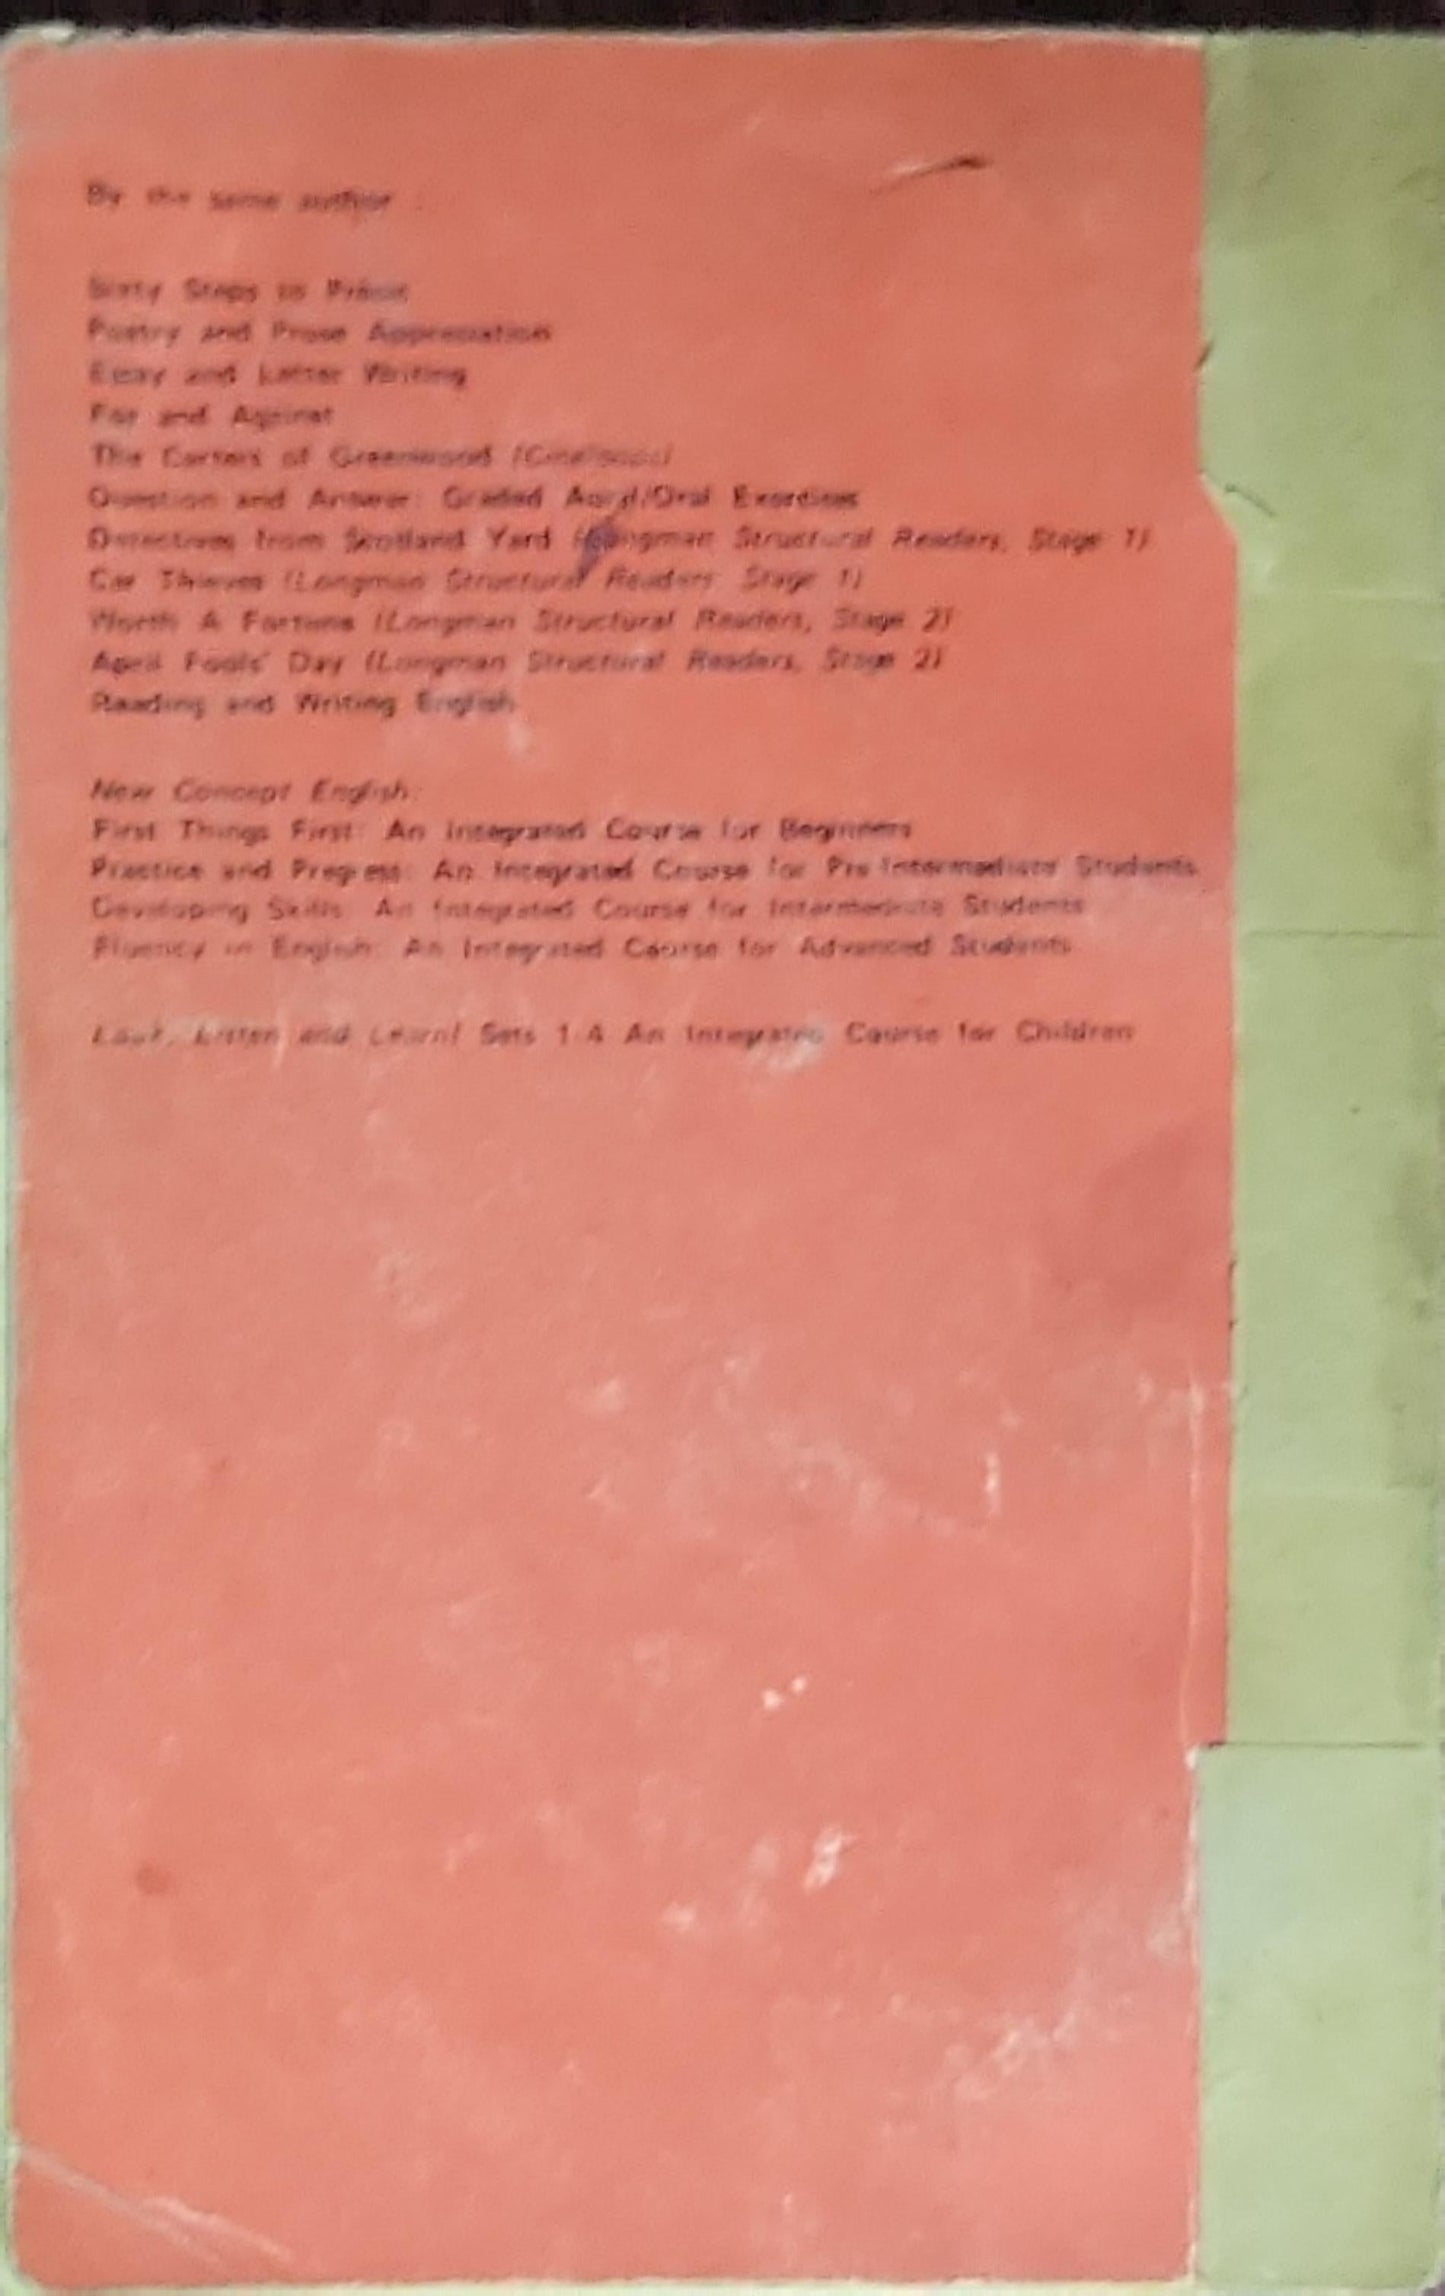 By the same author :
Sixty Steps to Précis
Poetry and Prose Appreciation
Essay and Letter Writing
For and Against
The Carters of Greenwood (Cineloops)
Question and Answer: Graded Aural/Oral Exercises
Detectives from Scotland Yard (Longman Structural Readers, Stage 1)
Car Thieves (Longman Structural Readers, Stage 1)
Worth A Fortune (Longman Structural Readers, Stage 2)
April Fools' Day (Longman Structural Readers, Stage 2)
Reading and Writing English
New Concept English:
First Things First: An Integrated Course for Beginners
Practice and Progress: An Integrated Course for Pre-Intermediate Students
Developing Skills: An Integrated Course for Intermediate Students
Fluency in English: An Integrated Course for Advanced Students
Look, Listen and Learn! Sets 1-4 An Integrated Course for Children